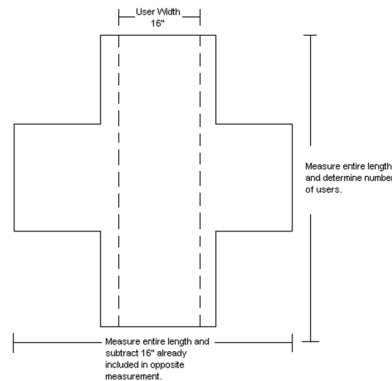 User Width
16"
Measure entire length
and determine number
of users.
Measure entire length and
subtract 16" already
included in opposite
measurement.